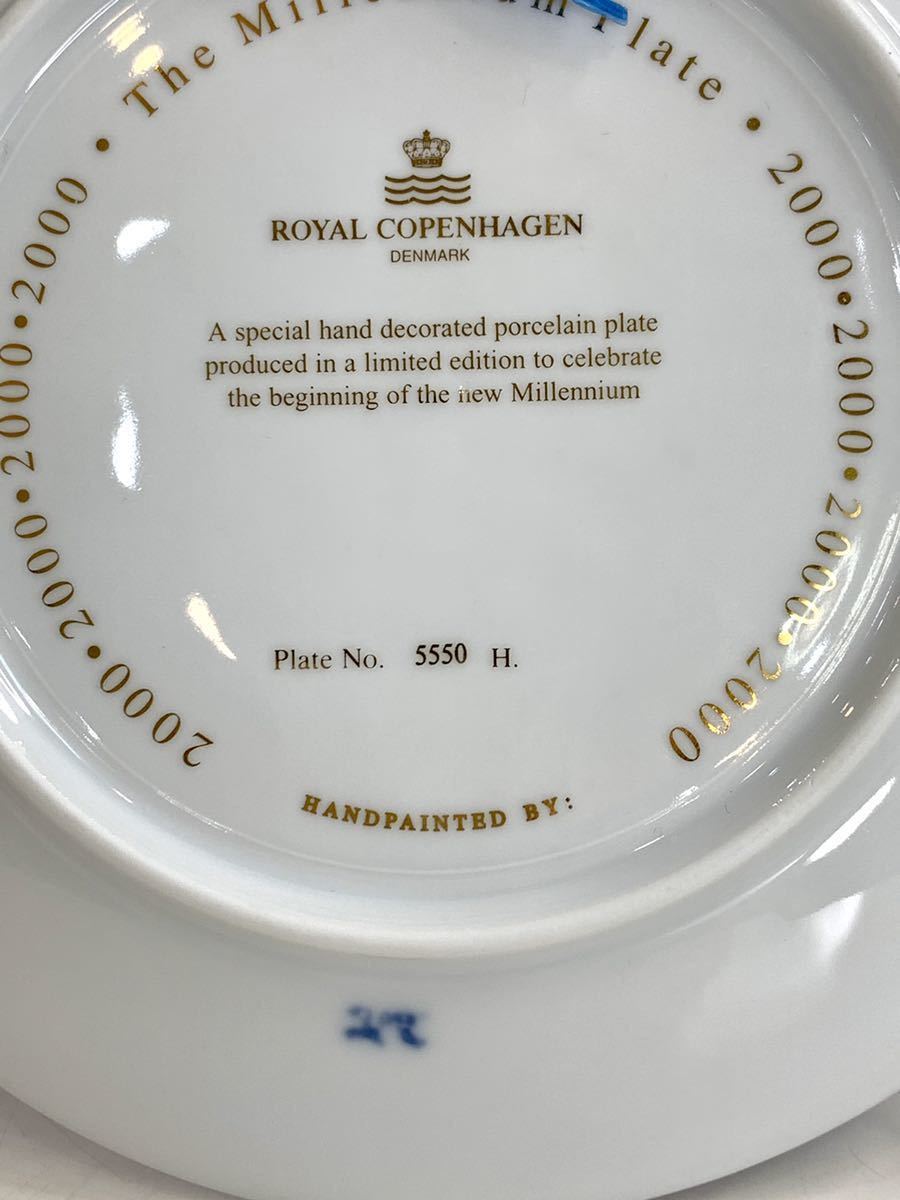 The Millennium Plate • 2000 • 2000 • 2000 • 2000 • 2000
2000 • 2000 • 2000 • 2000 •
ROYAL COPENHAGEN
DENMARK
A special hand decorated porcelain plate
produced in a limited edition to celebrate
the beginning of the new Millennium
Plate No. 5550 H.
HANDPAINTED BY: